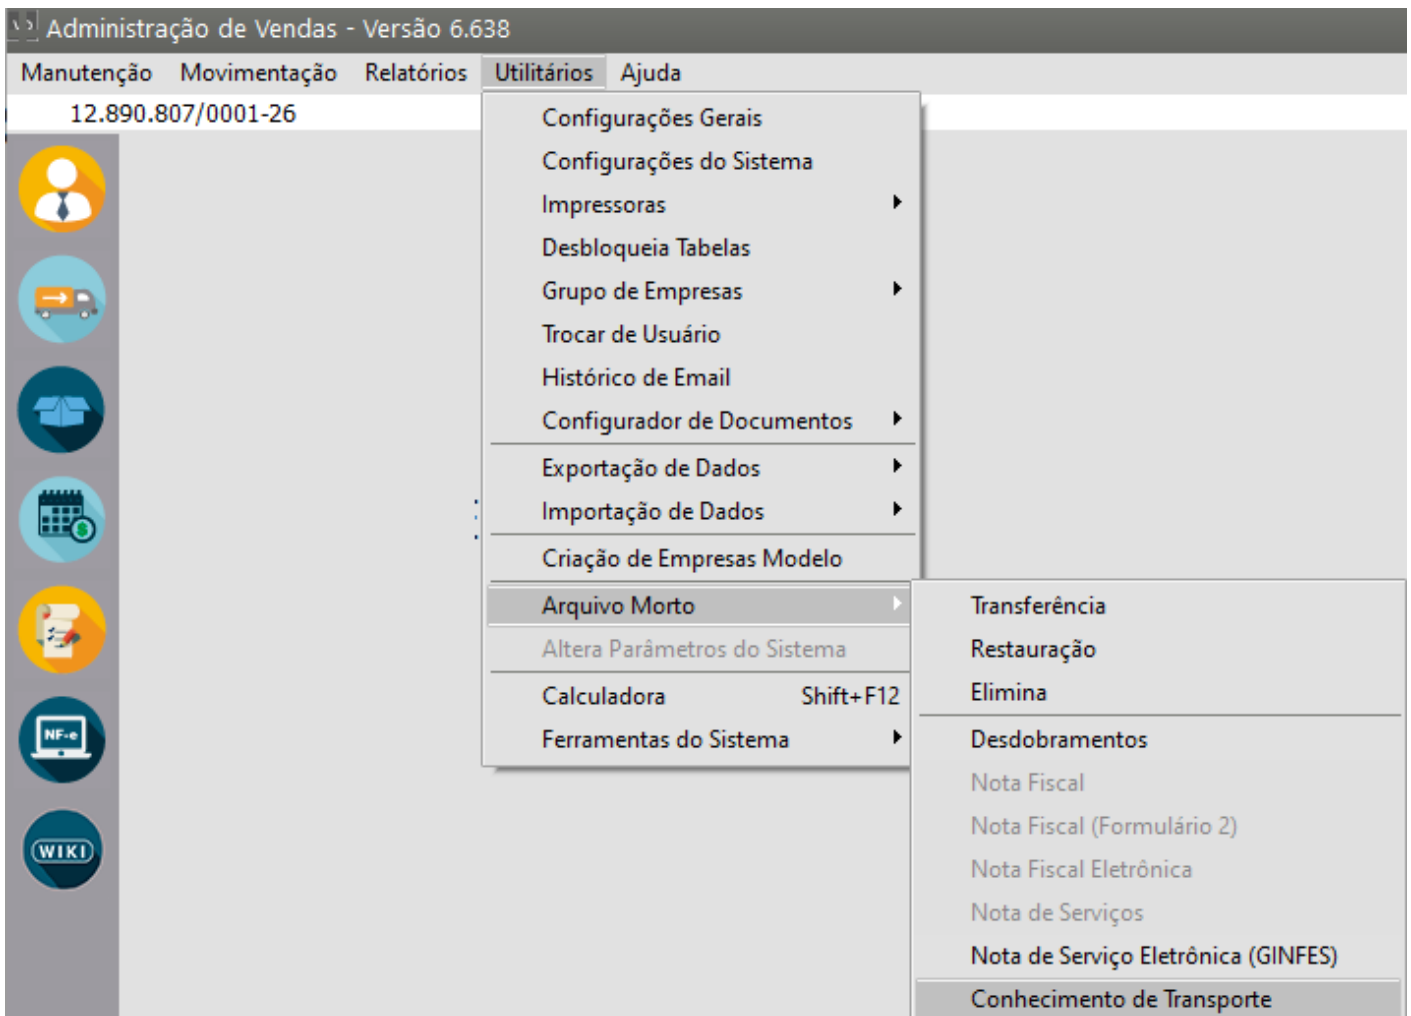 Administração de Vendas - Versão 6.638
Manutenção Movimentação Relatórios Utilitários Ajuda
12.890.807/0001-26
Configurações Gerais
Configurações do Sistema
Impressoras
Desbloqueia Tabelas
Grupo de Empresas
Trocar de Usuário
Histórico de Email
Configurador de Documentos
Exportação de Dados
Importação de Dados
Criação de Empresas Modelo
Arquivo Morto
Altera Parâmetros do Sistema
Calculadora Shift+F12
Ferramentas do Sistema
Transferência
Restauração
Elimina
Desdobramentos
Nota Fiscal
Nota Fiscal (Formulário 2)
Nota Fiscal Eletrônica
Nota de Serviços
Nota de Serviço Eletrônica (GINFES)
Conhecimento de Transporte
NF-e
WIKI